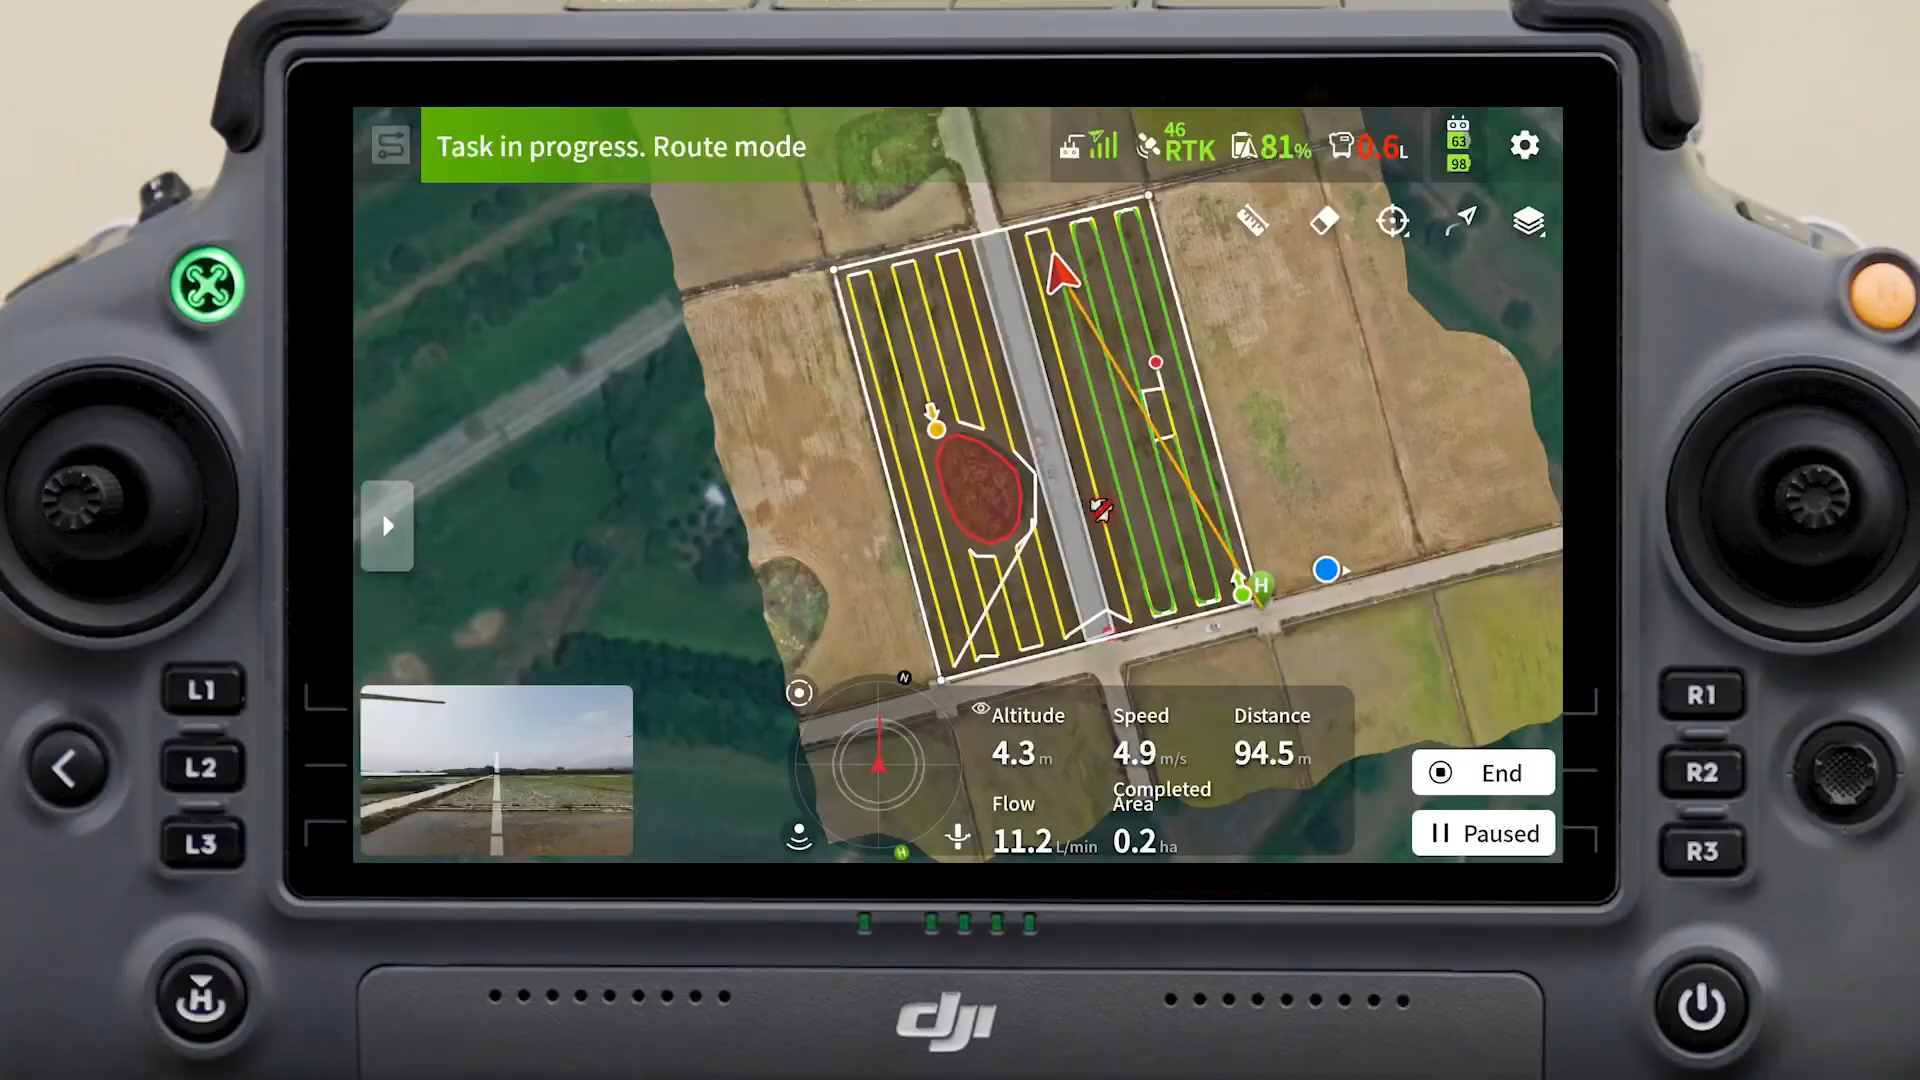 Task in progress. Route mode
46
RTK
81%
0.6L
63
98
H
N
Altitude
4.3 m
Speed
4.9 m/s
Distance
94.5 m
Flow
11.2 L/min
Completed
Area
0.2 ha
H
End
Paused
L1
L2
L3
R1
R2
R3
H
dji